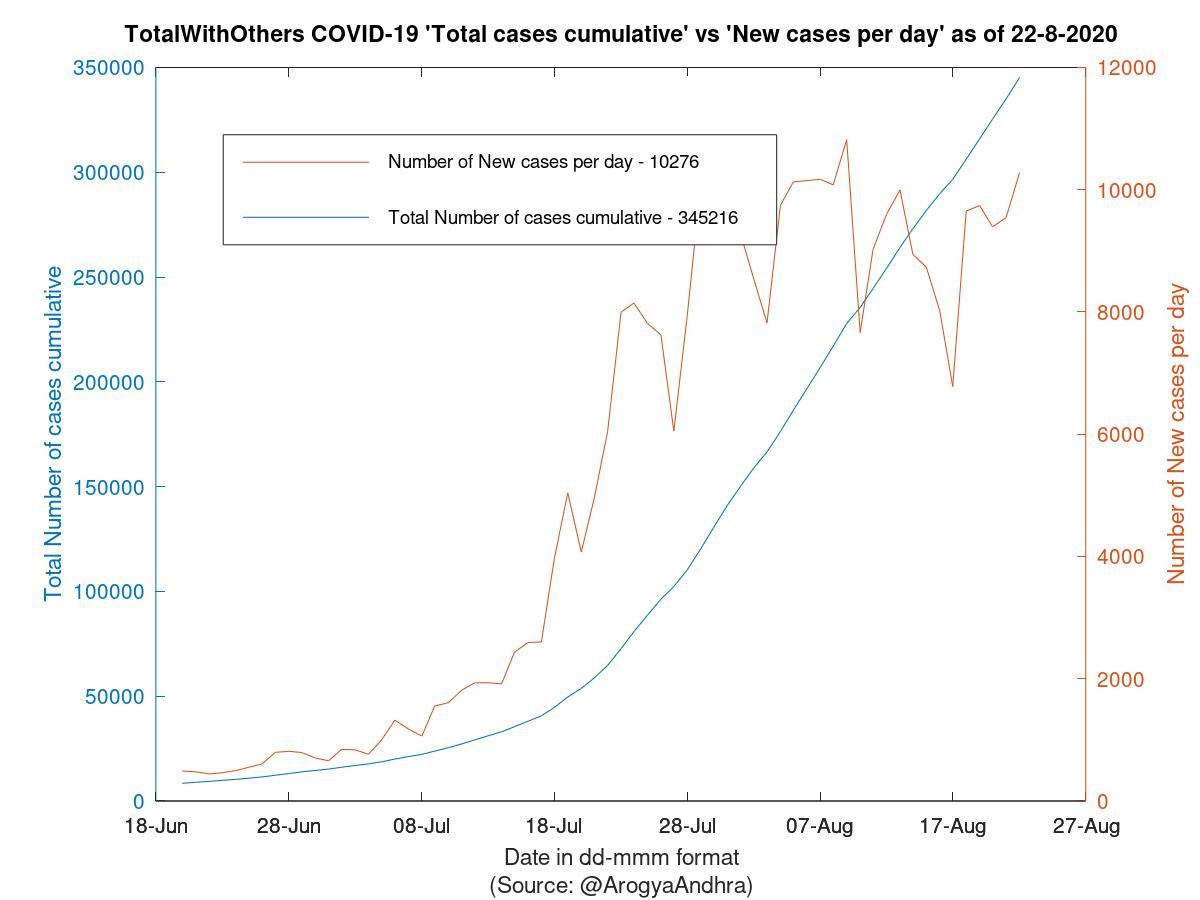 TotalWithOthers COVID-19 'Total cases cumulative' vs 'New cases per day' as of 22-8-2020
350000
300000
250000
200000
150000
100000
50000
0
Total Number of cases cumulative
Number of New cases per day - 10276
Total Number of cases cumulative - 345216
12000
10000
8000
6000
4000
2000
0
Number of New cases per day
18-Jun 28-Jun 08-Jul 18-Jul 28-Jul 07-Aug 17-Aug 27-Aug
Date in dd-mmm format
(Source: @ArogyaAndhra)